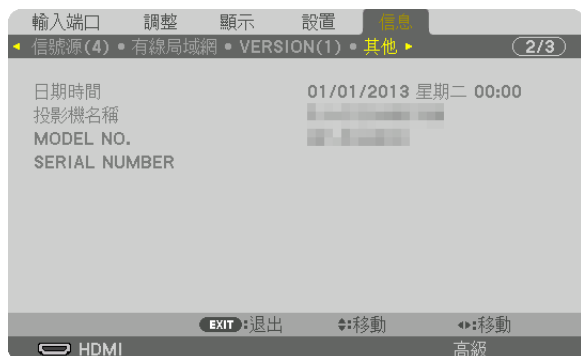 輸入端口 調整 顯示 設置 信息
信號源(4) 有線局域網 VERSION(1) 其他 2/3
日期時間 01/01/2013 星期二 00:00
投影機名稱
MODEL NO.
SERIAL NUMBER
EXIT :退出 :移動 :移動
HDMI 高級